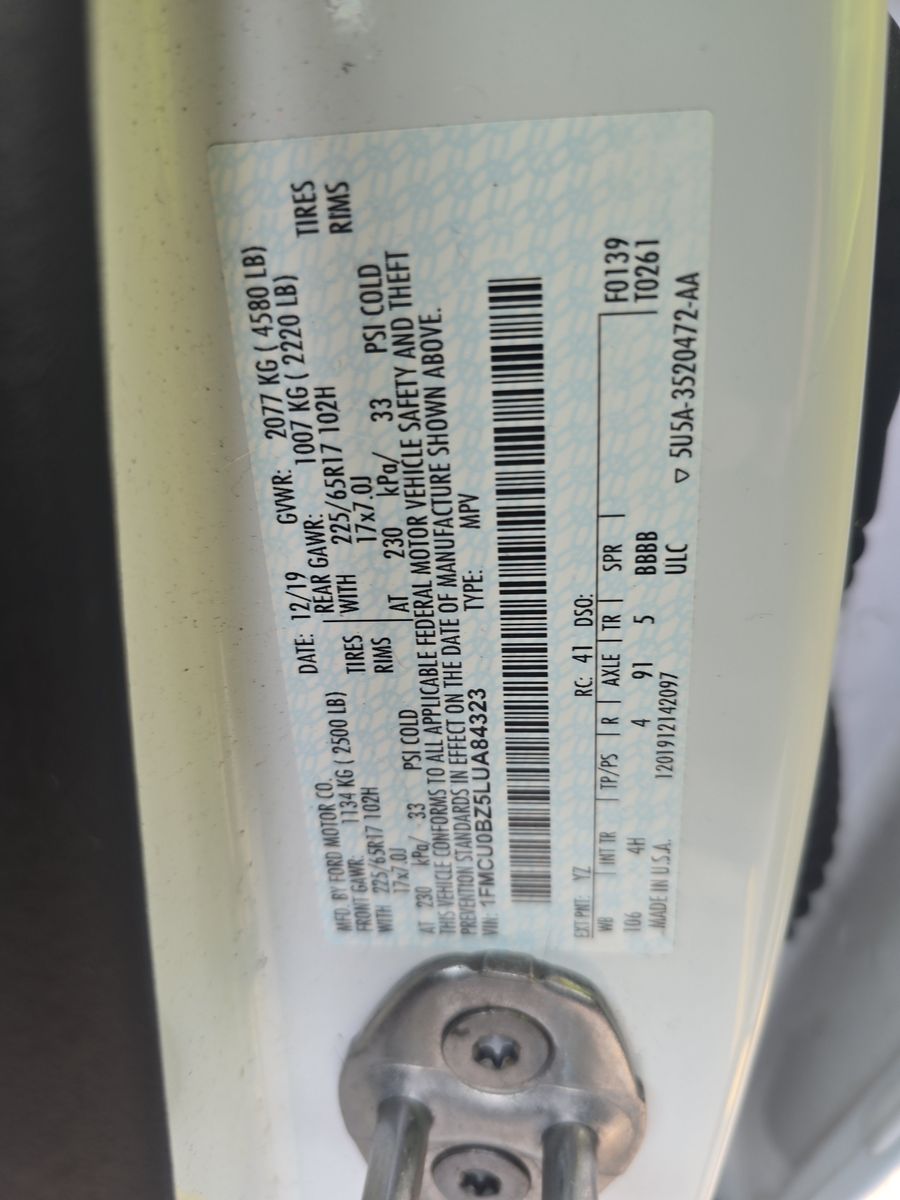 MFD. BY FORD MOTOR CO.
DATE: 12/19 GVWR: 2077 KG ( 4580 LB)
FRONT GAWR: 1134 KG ( 2500 LB) REAR GAWR: 1007 KG ( 2220 LB)
WITH 225/65R17 102H TIRES WITH 225/65R17 102H TIRES
17x7.0J RIMS 17x7.0J RIMS
AT 230 kPa/ 33 PSI COLD AT 230 kPa/ 33 PSI COLD
THIS VEHICLE CONFORMS TO ALL APPLICABLE FEDERAL MOTOR VEHICLE SAFETY AND THEFT
PREVENTION STANDARDS IN EFFECT ON THE DATE OF MANUFACTURE SHOWN ABOVE.
VIN: 1FMCU0BZ5LUA84323 TYPE: MPV
EXT PNT: YZ RC: 41 DSO:
WB INT TR TP/PS R AXLE TR SPR F0139
106 4H 4 91 5 BBBB T0261
MADE IN U.S.A. 1201912142097 ULC
▽ 5U5A-3520472-AA